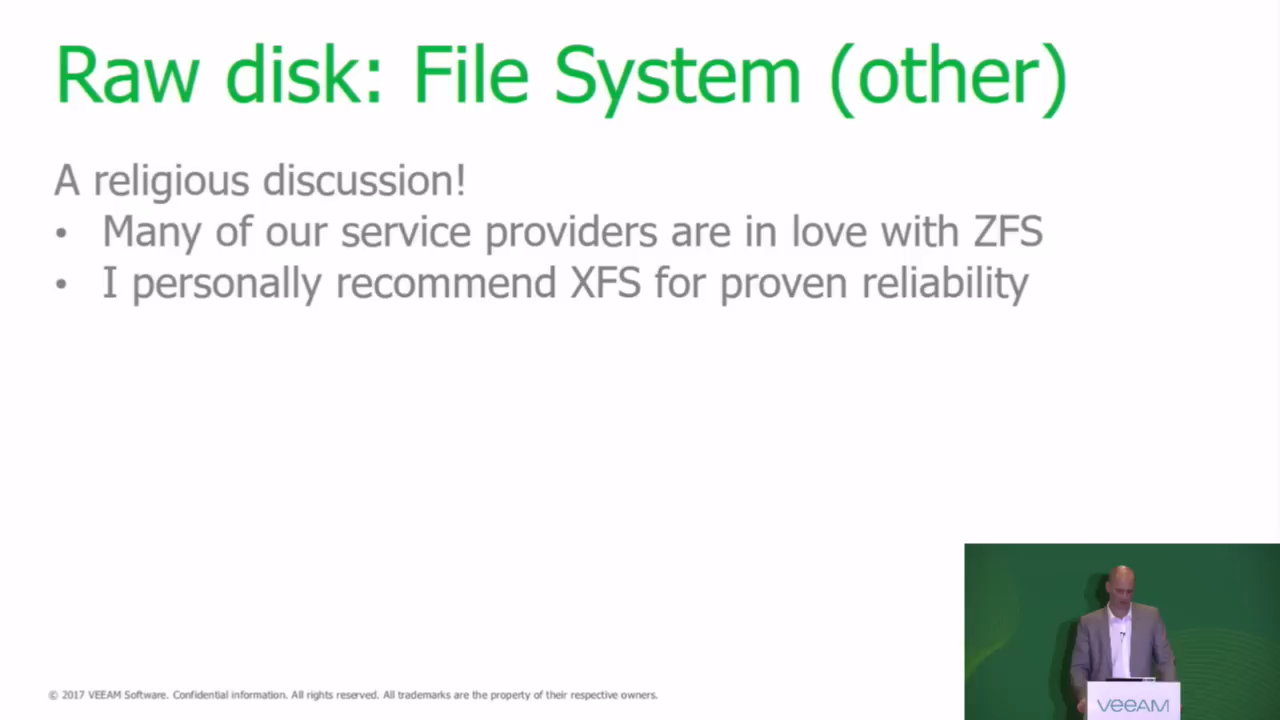 Raw disk: File System (other)
A religious discussion!
• Many of our service providers are in love with ZFS
• I personally recommend XFS for proven reliability
© 2017 VEEAM Software. Confidential information. All rights reserved. All trademarks are the property of their respective owners.
veeAM